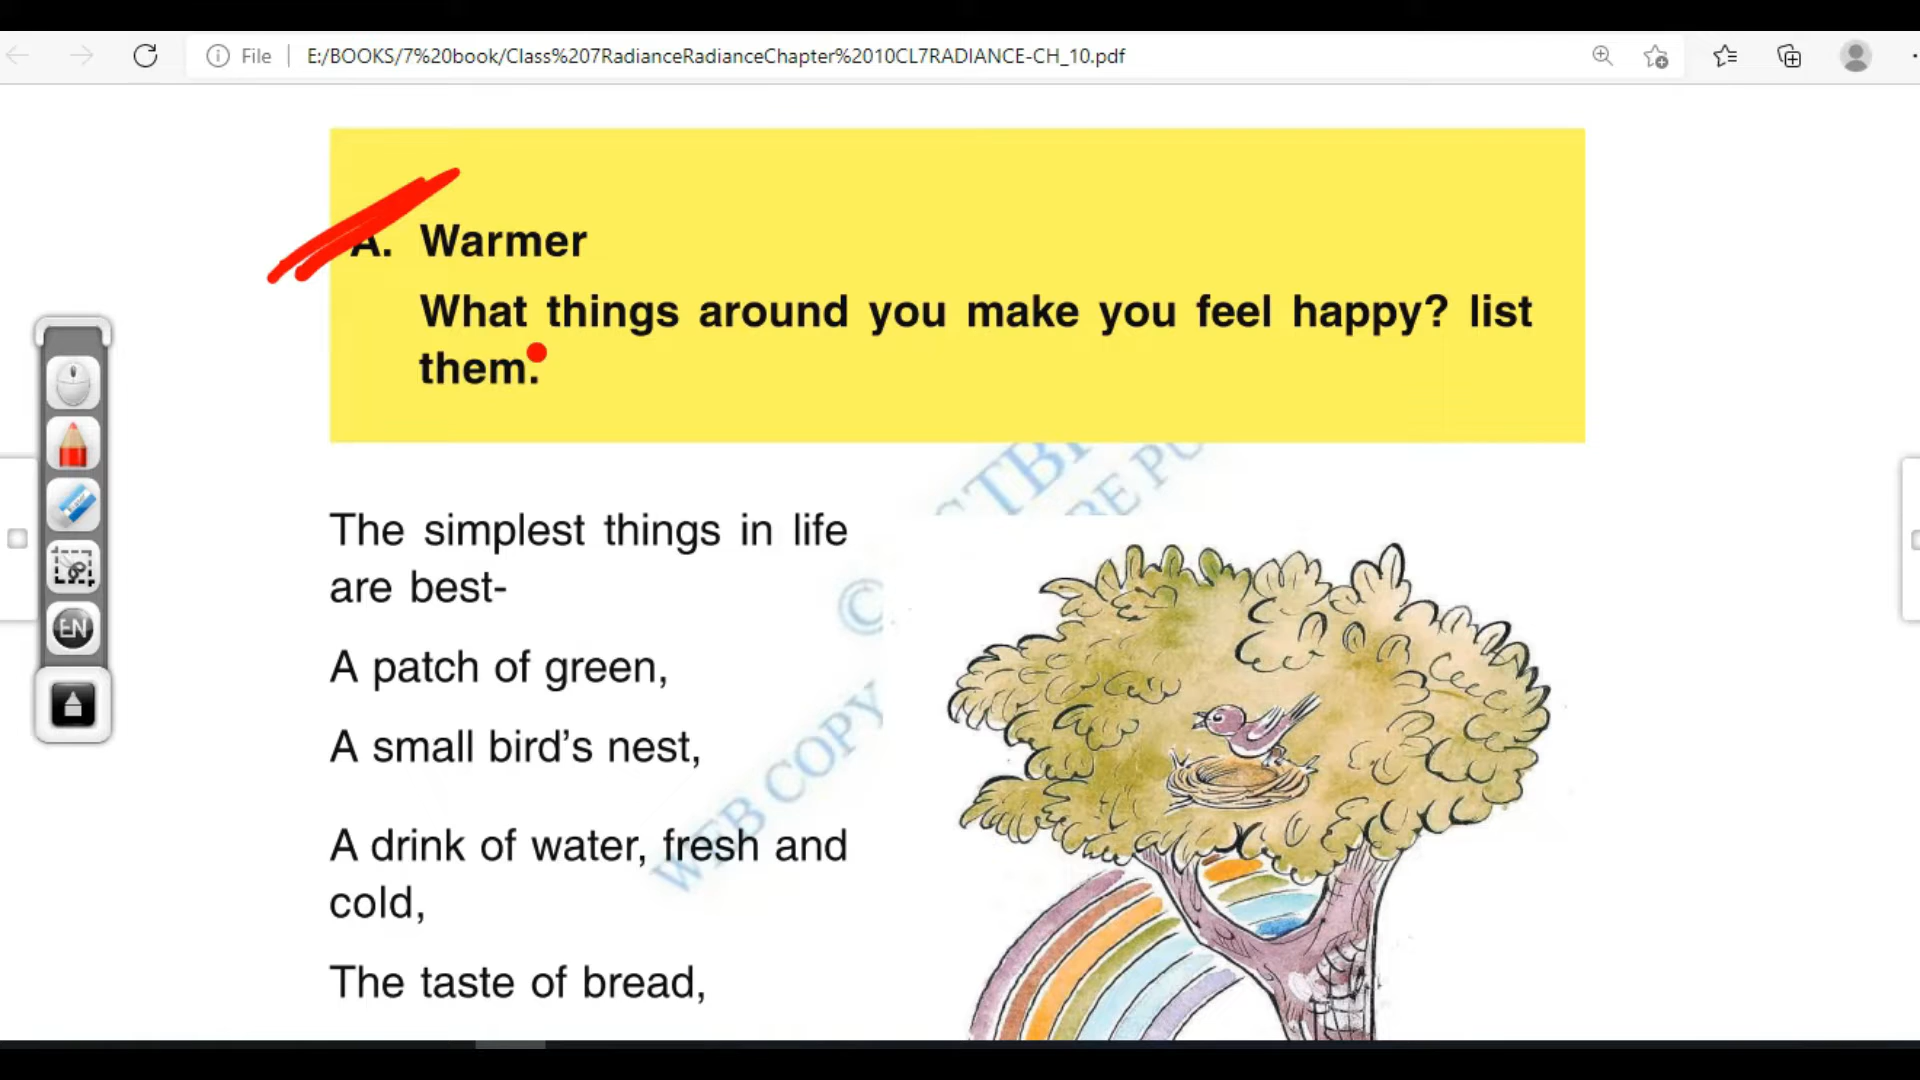 File
E:/BOOKS/7%20book/Class%207RadianceRadianceChapter%2010CL7RADIANCE-CH_10.pdf
A. Warmer
What things around you make you feel happy? list
them.
The simplest things in life
are best-
A patch of green,
A small bird's nest,
A drink of water, fresh and
cold,
The taste of bread,
EN
©
WEB COPY